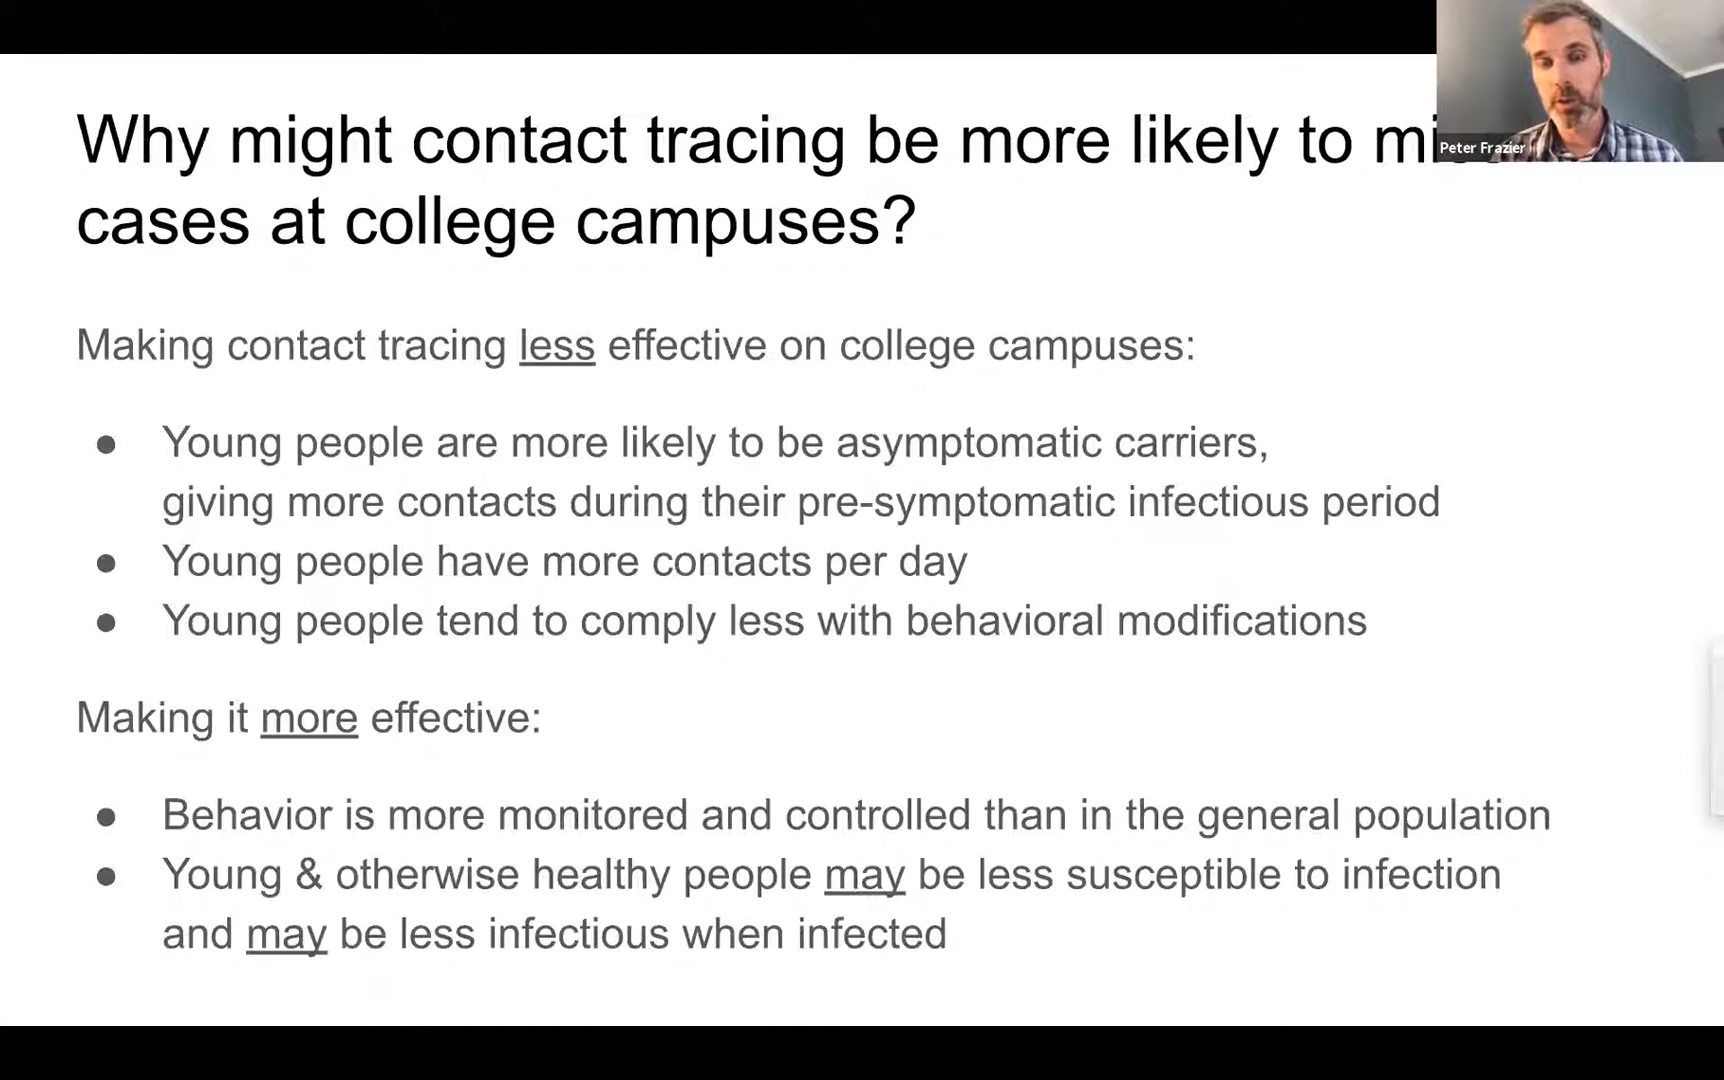 Why might contact tracing be more likely to
cases at college campuses?
Peter Frazier
Making contact tracing less effective on college campuses:
● Young people are more likely to be asymptomatic carriers,
giving more contacts during their pre-symptomatic infectious period
● Young people have more contacts per day
● Young people tend to comply less with behavioral modifications
Making it more effective:
● Behavior is more monitored and controlled than in the general population
● Young & otherwise healthy people may be less susceptible to infection
and may be less infectious when infected